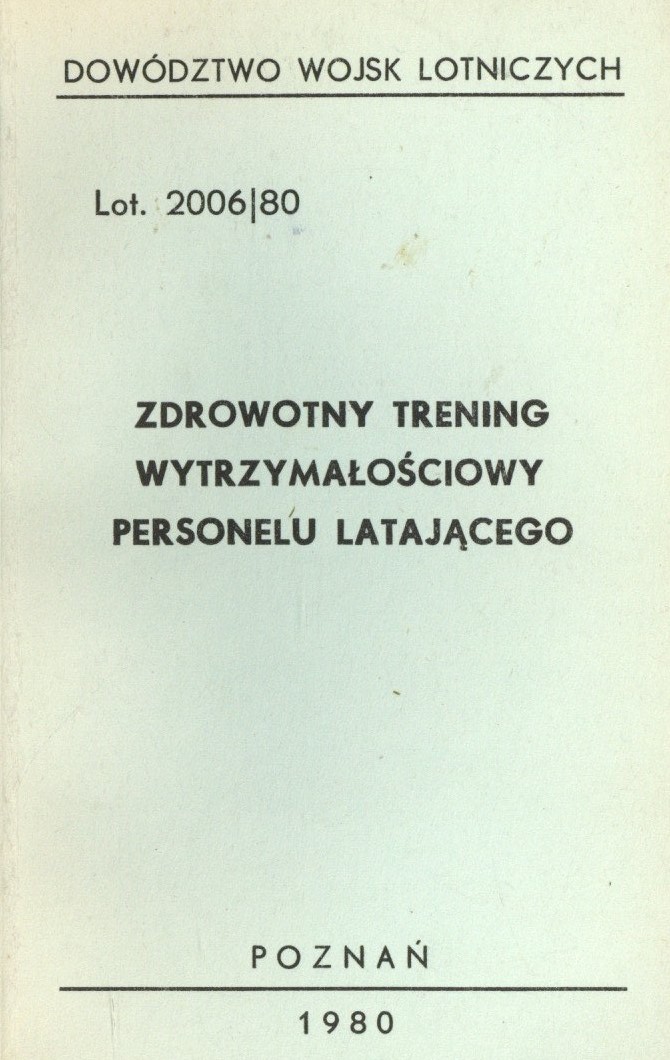 DOWÓDZTWO WOJSK LOTNICZYCH
Lot. 2006|80
ZDROWOTNY TRENING
WYTRZYMAŁOŚCIOWY
PERSONELU LATAJĄCEGO
POZNAŃ
1980